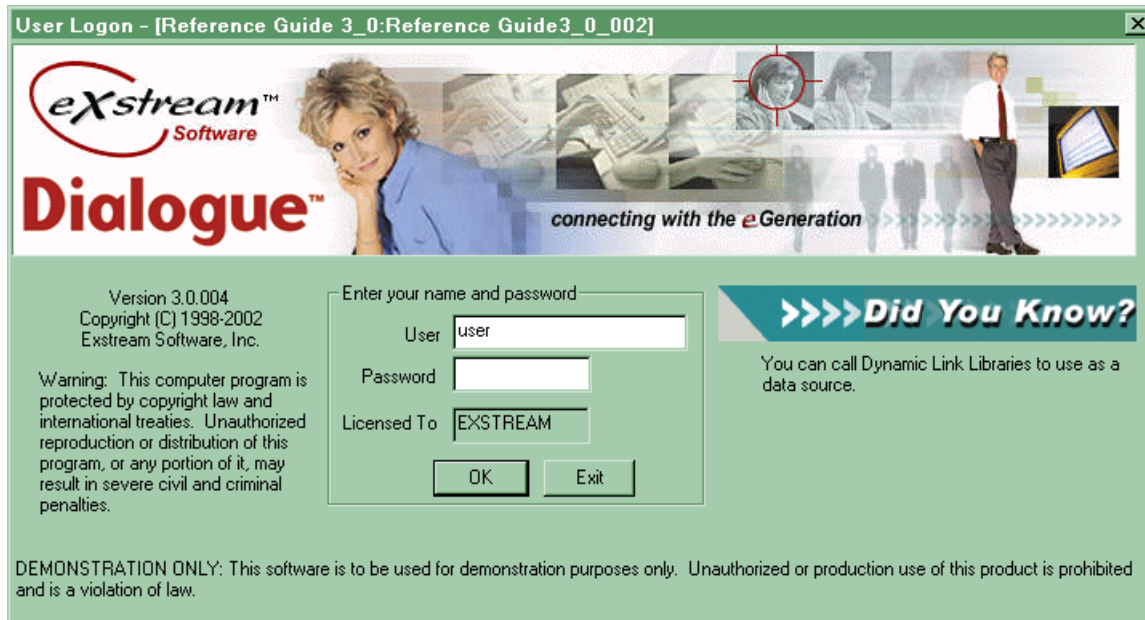 User Logon - [Reference Guide 3_0:Reference Guide3_0_002]
eXstream™
Software
Dialogue™
connecting with the eGeneration
Version 3.0.004
Copyright (C) 1998-2002
Exstream Software, Inc.
Warning: This computer program is
protected by copyright law and
international treaties. Unauthorized
reproduction or distribution of this
program, or any portion of it, may
result in severe civil and criminal
penalties.
Enter your name and password
User user
Password
Licensed To EXSTREAM
OK Exit
>>>>Did You Know?
You can call Dynamic Link Libraries to use as a
data source.
DEMONSTRATION ONLY: This software is to be used for demonstration purposes only. Unauthorized or production use of this product is prohibited
and is a violation of law.